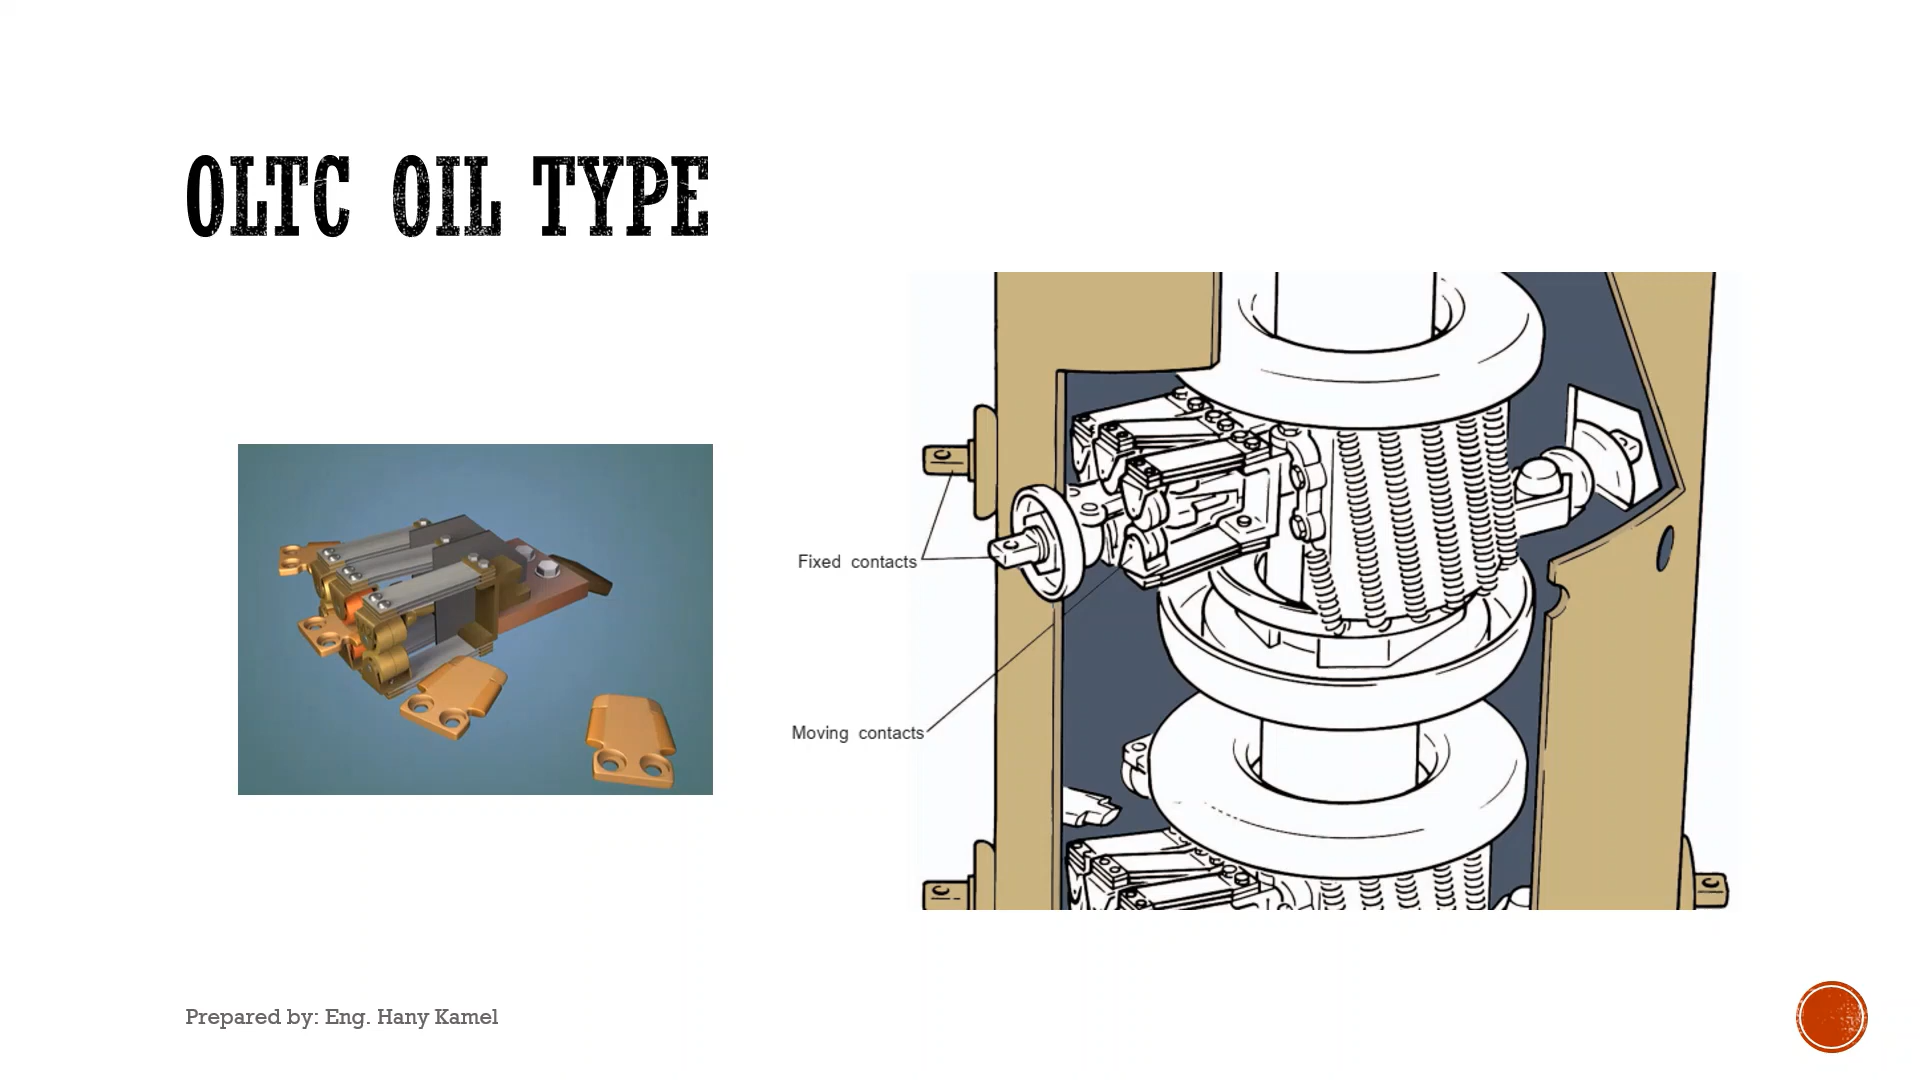 OLTC OIL TYPE
Fixed contacts
Moving contacts
Prepared by: Eng. Hany Kamel